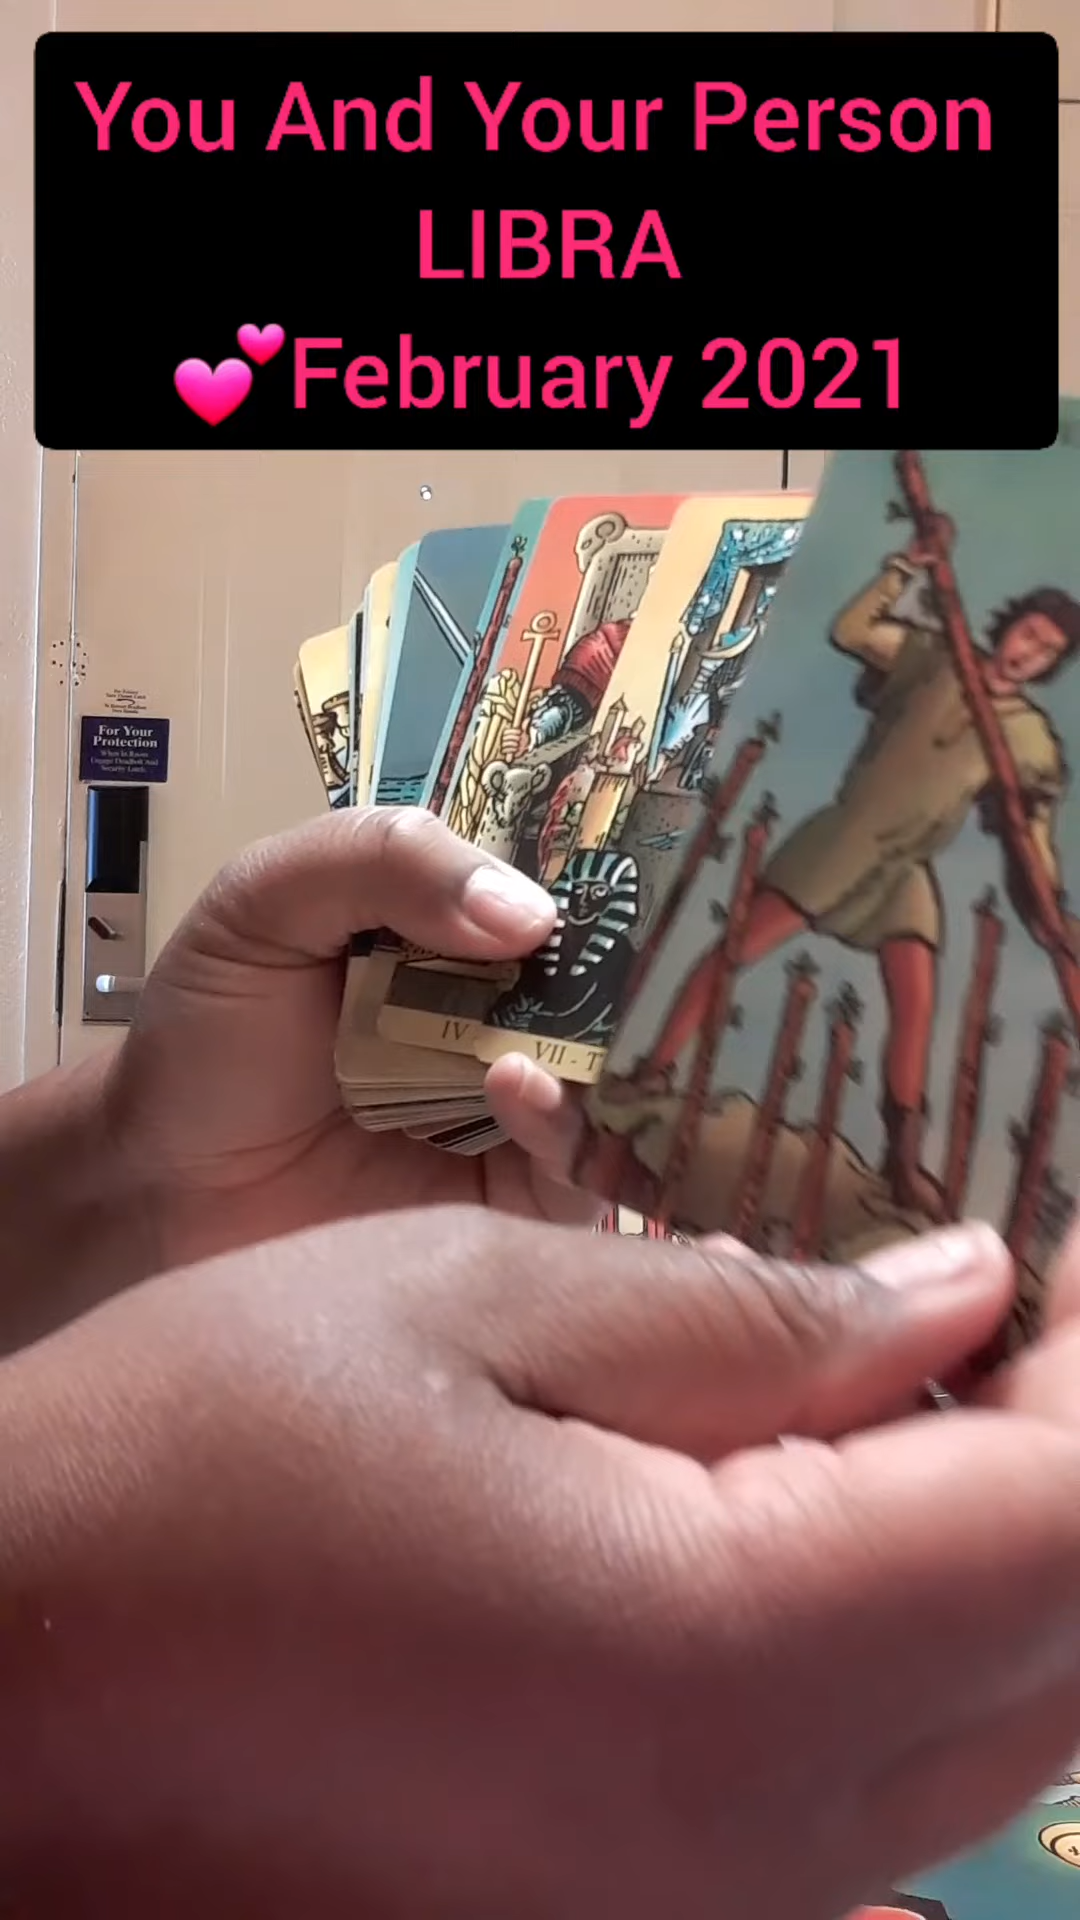 You And Your Person
LIBRA
💕February 2021
For Your
Protection
IV -
VII - T